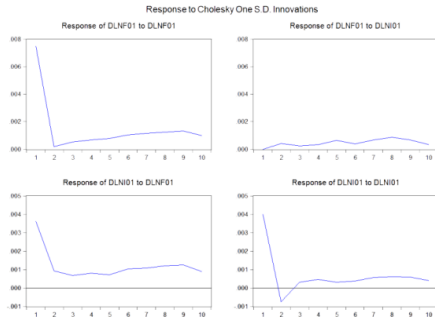 Response to Cholesky One S.D. Innovations
Response of DLNF01 to DLNF01
Response of DLNF01 to DLNI01
.008
.006
.004
.002
.000
1 2 3 4 5 6 7 8 9 10
.008
.006
.004
.002
.000
1 2 3 4 5 6 7 8 9 10
Response of DLNI01 to DLNF01
Response of DLNI01 to DLNI01
.005
.004
.003
.002
.001
.000
-.001
1 2 3 4 5 6 7 8 9 10
.005
.004
.003
.002
.001
.000
-.001
1 2 3 4 5 6 7 8 9 10